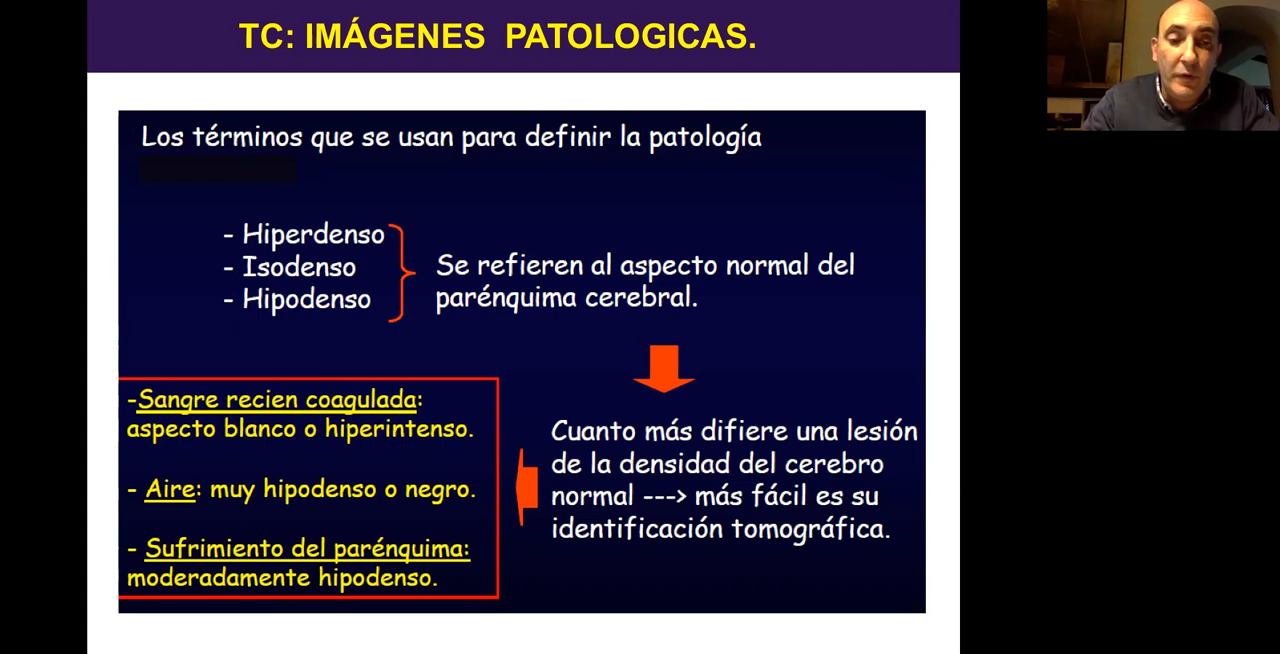 TC: IMÁGENES PATOLOGICAS.
Los términos que se usan para definir la patología
- Hiperdenso
- Isodenso
- Hipodenso
Se refieren al aspecto normal del
parénquima cerebral.
Cuanto más difiere una lesión
de la densidad del cerebro
normal ---> más fácil es su
identificación tomográfica.
-Sangre recien coagulada:
aspecto blanco o hiperintenso.
- Aire: muy hipodenso o negro.
- Sufrimiento del parénquima:
moderadamente hipodenso.